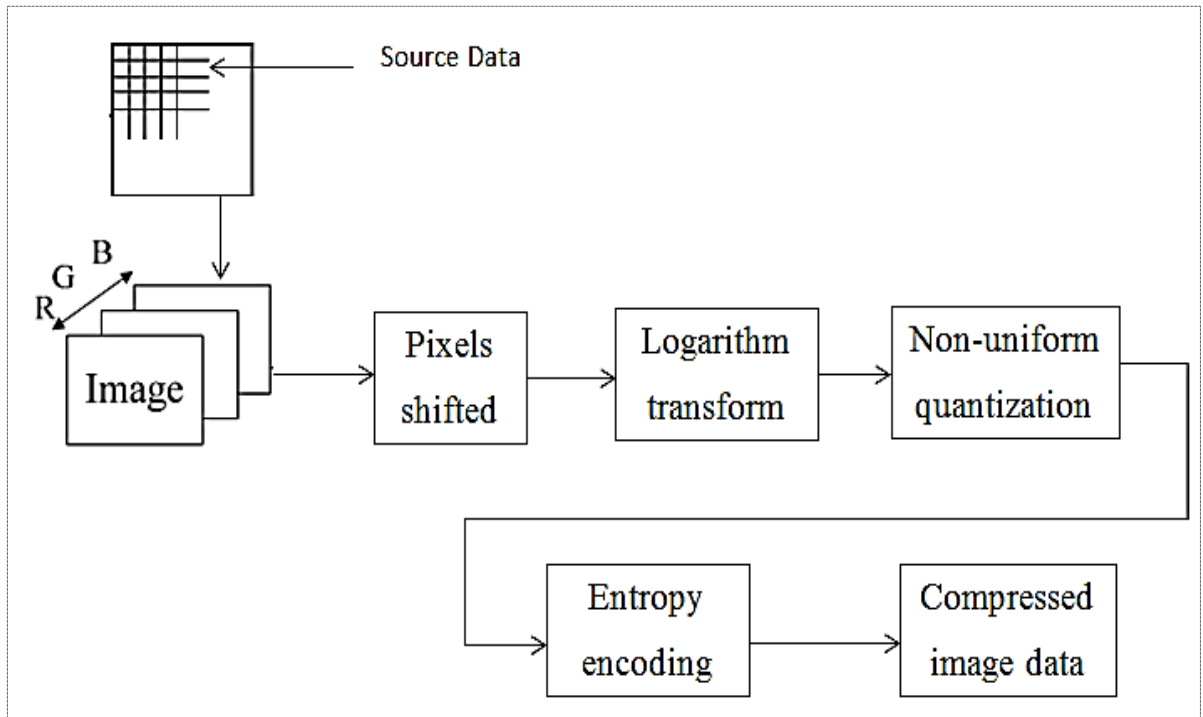 Source Data
B
G
R
Image
Pixels
shifted
Logarithm
transform
Non-uniform
quantization
Entropy
encoding
Compressed
image data